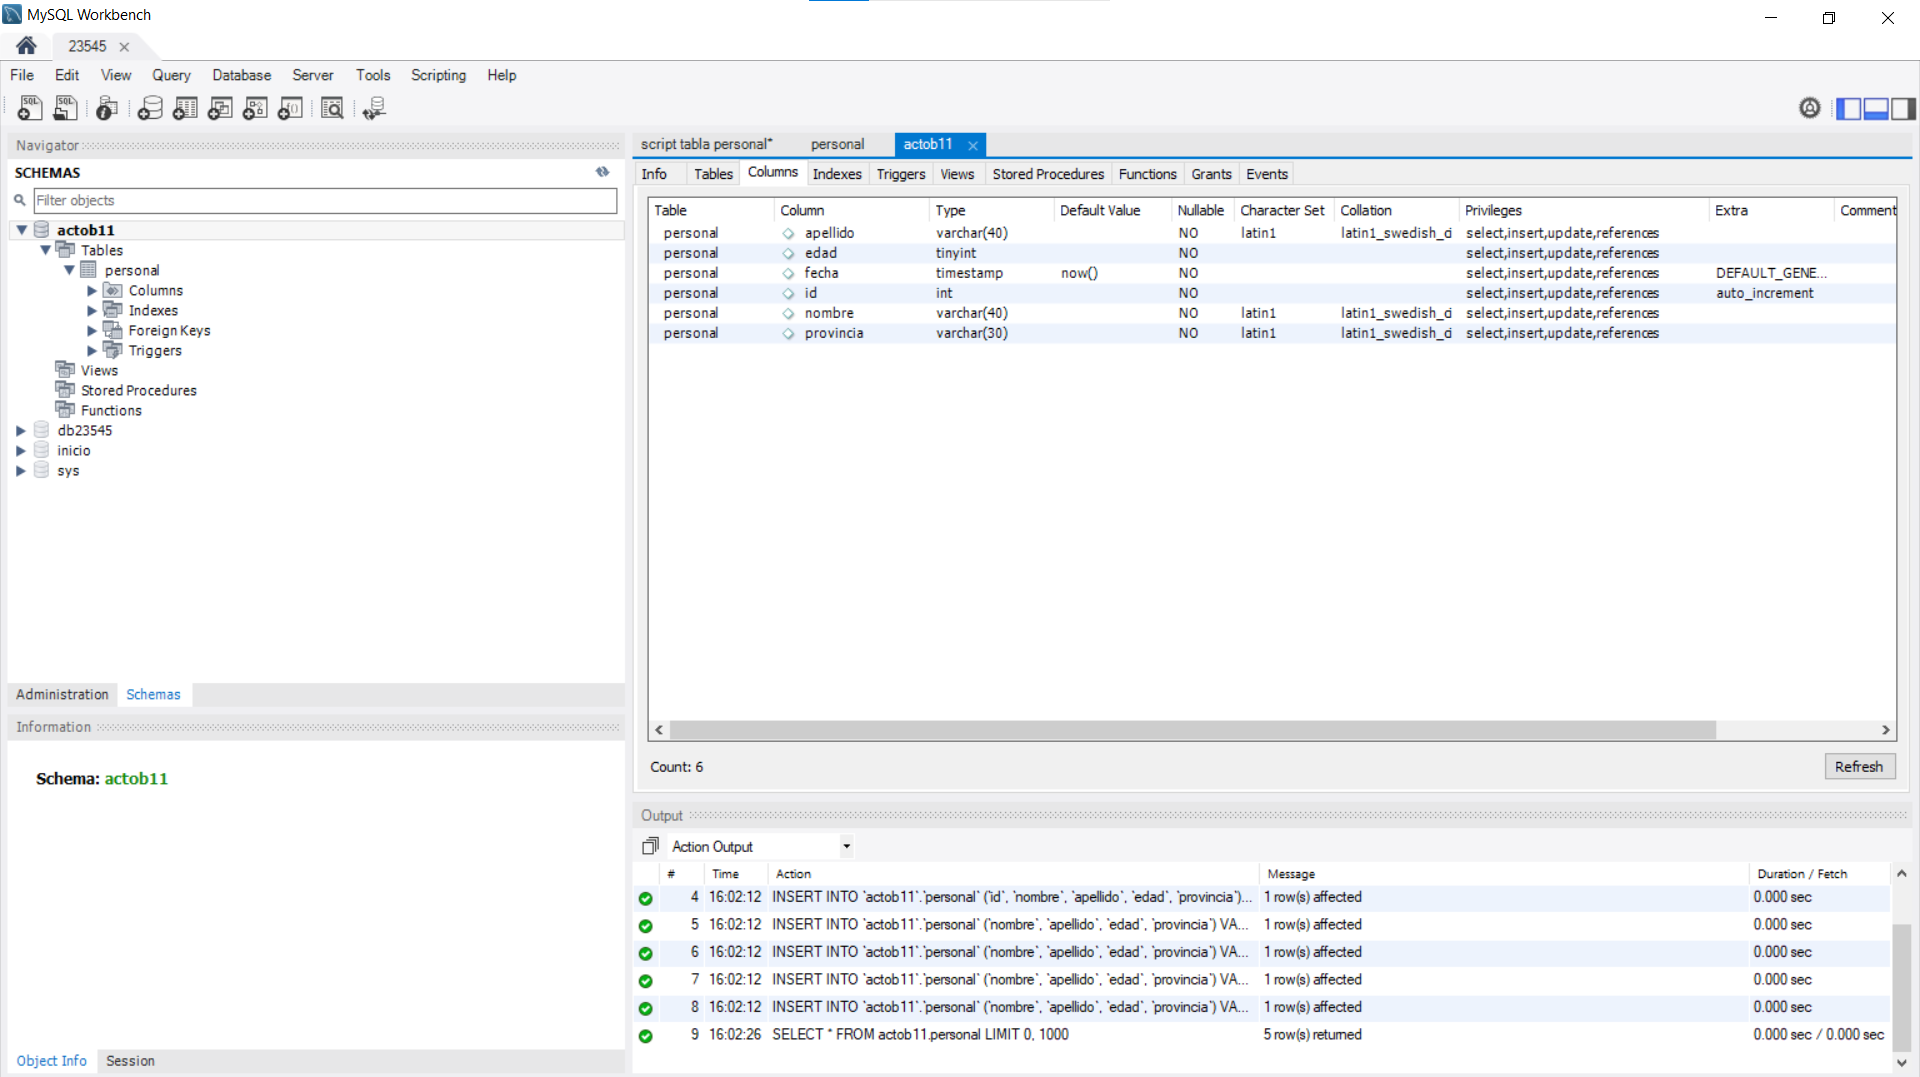 MySQL Workbench
23545
File Edit View Query Database Server Tools Scripting Help
Navigator
SCHEMAS
Filter objects
actob11
Tables
personal
Columns
Indexes
Foreign Keys
Triggers
Views
Stored Procedures
Functions
db23545
inicio
sys
Administration Schemas
Information
Schema: actob11
Object Info Session
script tabla personal* personal actob11
Info Tables Columns Indexes Triggers Views Stored Procedures Functions Grants Events
Table Column Type Default Value Nullable Character Set Collation Privileges Extra Comment
personal apellido varchar(40) NO latin1 latin1_swedish_ci select,insert,update,references
personal edad tinyint NO select,insert,update,references
personal fecha timestamp now() NO select,insert,update,references DEFAULT_GENE...
personal id int NO select,insert,update,references auto_increment
personal nombre varchar(40) NO latin1 latin1_swedish_ci select,insert,update,references
personal provincia varchar(30) NO latin1 latin1_swedish_ci select,insert,update,references
Count: 6
Refresh
Output
Action Output
# Time Action Message Duration / Fetch
4 16:02:12 INSERT INTO `actob11`.`personal` (`id`, `nombre`, `apellido`, `edad`, `provincia`)... 1 row(s) affected 0.000 sec
5 16:02:12 INSERT INTO `actob11`.`personal` (`nombre`, `apellido`, `edad`, `provincia`) VA... 1 row(s) affected 0.000 sec
6 16:02:12 INSERT INTO `actob11`.`personal` (`nombre`, `apellido`, `edad`, `provincia`) VA... 1 row(s) affected 0.000 sec
7 16:02:12 INSERT INTO `actob11`.`personal` (`nombre`, `apellido`, `edad`, `provincia`) VA... 1 row(s) affected 0.000 sec
8 16:02:12 INSERT INTO `actob11`.`personal` (`nombre`, `apellido`, `edad`, `provincia`) VA... 1 row(s) affected 0.000 sec
9 16:02:26 SELECT * FROM actob11.personal LIMIT 0, 1000 5 row(s) returned 0.000 sec / 0.000 sec